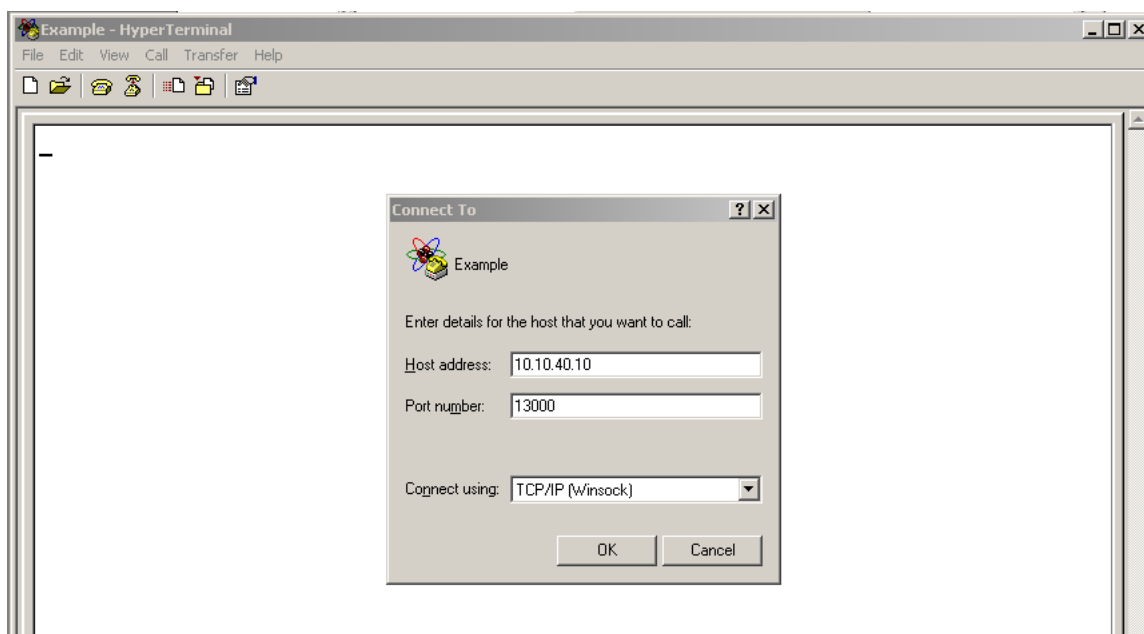 Example - HyperTerminal
File Edit View Call Transfer Help
Connect To
Example
Enter details for the host that you want to call:
Host address: 10.10.40.10
Port number: 13000
Connect using: TCP/IP (Winsock)
OK Cancel